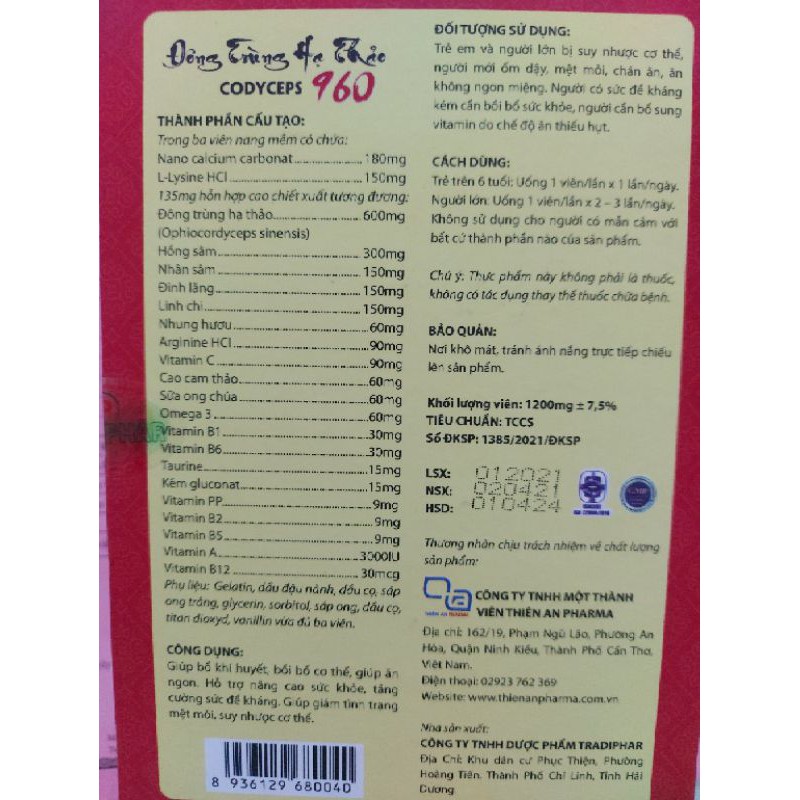 Đông Trùng Hạ Thảo
CODYCEPS 960
THÀNH PHẦN CẤU TẠO:
Trong ba viên nang mềm có chứa:
Nano calcium carbonat 180mg
L-Lysine HCl 150mg
135mg hỗn hợp cao chiết xuất tương đương:
Đông trùng hạ thảo 600mg
(Ophiocordyceps sinensis)
Hồng sâm 300mg
Nhân sâm 150mg
Đinh lăng 150mg
Linh chi 150mg
Nhung hươu 60mg
Arginine HCl 90mg
Vitamin C 90mg
Cao cam thảo 60mg
Sữa ong chúa 60mg
Omega 3 60mg
Vitamin B1 30mg
Vitamin B6 30mg
Taurine 15mg
Kẽm gluconat 15mg
Vitamin PP 9mg
Vitamin B2 9mg
Vitamin B5 9mg
Vitamin A 3000IU
Vitamin B12 30mcg
Phụ liệu: Gelatin, dầu đậu nành, dầu cọ, sáp
ong trắng, glycerin, sorbitol, sáp ong, dầu cọ,
titan dioxyd, vanillin vừa đủ ba viên.
CÔNG DỤNG:
Giúp bổ khí huyết, bồi bổ cơ thể, giúp ăn
ngon. Hỗ trợ nâng cao sức khỏe, tăng
cường sức đề kháng. Giúp giảm tình trạng
mệt mỏi, suy nhược cơ thể.
8 936129 680040
ĐỐI TƯỢNG SỬ DỤNG:
Trẻ em và người lớn bị suy nhược cơ thể,
người mới ốm dậy, mệt mỏi, chán ăn, ăn
không ngon miệng. Người có sức đề kháng
kém cần bồi bổ sức khỏe, người cần bổ sung
vitamin do chế độ ăn thiếu hụt.
CÁCH DÙNG:
Trẻ trên 6 tuổi: Uống 1 viên/lần x 1 lần/ngày.
Người lớn: Uống 1 viên/lần x 2 – 3 lần/ngày.
Không sử dụng cho người có mẫn cảm với
bất cứ thành phần nào của sản phẩm.
Chú ý: Thực phẩm này không phải là thuốc,
không có tác dụng thay thế thuốc chữa bệnh.
BẢO QUẢN:
Nơi khô mát, tránh ánh nắng trực tiếp chiếu
lên sản phẩm.
Khối lượng viên: 1200mg ± 7,5%
TIÊU CHUẨN: TCCS
Số ĐKSP: 1385/2021/ĐKSP
LSX: 012021
NSX: 020421
HSD: 010424
Thương nhân chịu trách nhiệm về chất lượng
sản phẩm:
CÔNG TY TNHH MỘT THÀNH
VIÊN THIÊN AN PHARMA
Địa chỉ: 162/19, Phạm Ngũ Lão, Phường An
Hòa, Quận Ninh Kiều, Thành Phố Cần Thơ,
Việt Nam.
Điện thoại: 02923 762 369
Website: www.thienanpharma.com.vn
Nhà sản xuất:
CÔNG TY TNHH DƯỢC PHẨM TRADIPHAR
Địa Chỉ: Khu dân cư Phục Thiện, Phường
Hoàng Tiến, Thành Phố Chí Linh, Tỉnh Hải
Dương.